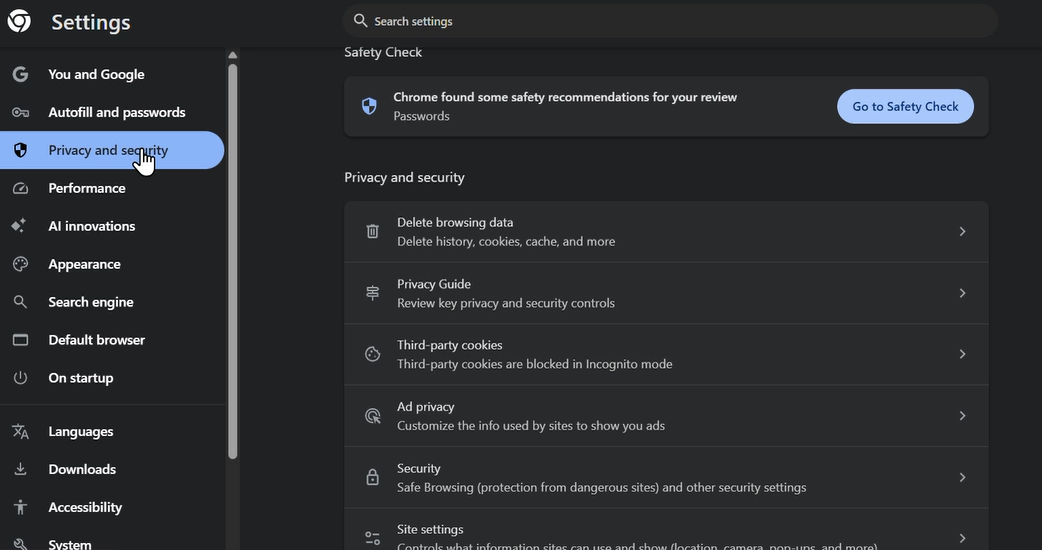 Settings
Search settings
You and Google
Autofill and passwords
Privacy and security
Performance
AI innovations
Appearance
Search engine
Default browser
On startup
Languages
Downloads
Accessibility
System
Safety Check
Chrome found some safety recommendations for your review
Passwords
Go to Safety Check
Privacy and security
Delete browsing data
Delete history, cookies, cache, and more
Privacy Guide
Review key privacy and security controls
Third-party cookies
Third-party cookies are blocked in Incognito mode
Ad privacy
Customize the info used by sites to show you ads
Security
Safe Browsing (protection from dangerous sites) and other security settings
Site settings
Controls what information sites can use and show (location, camera, pop-ups, and more)